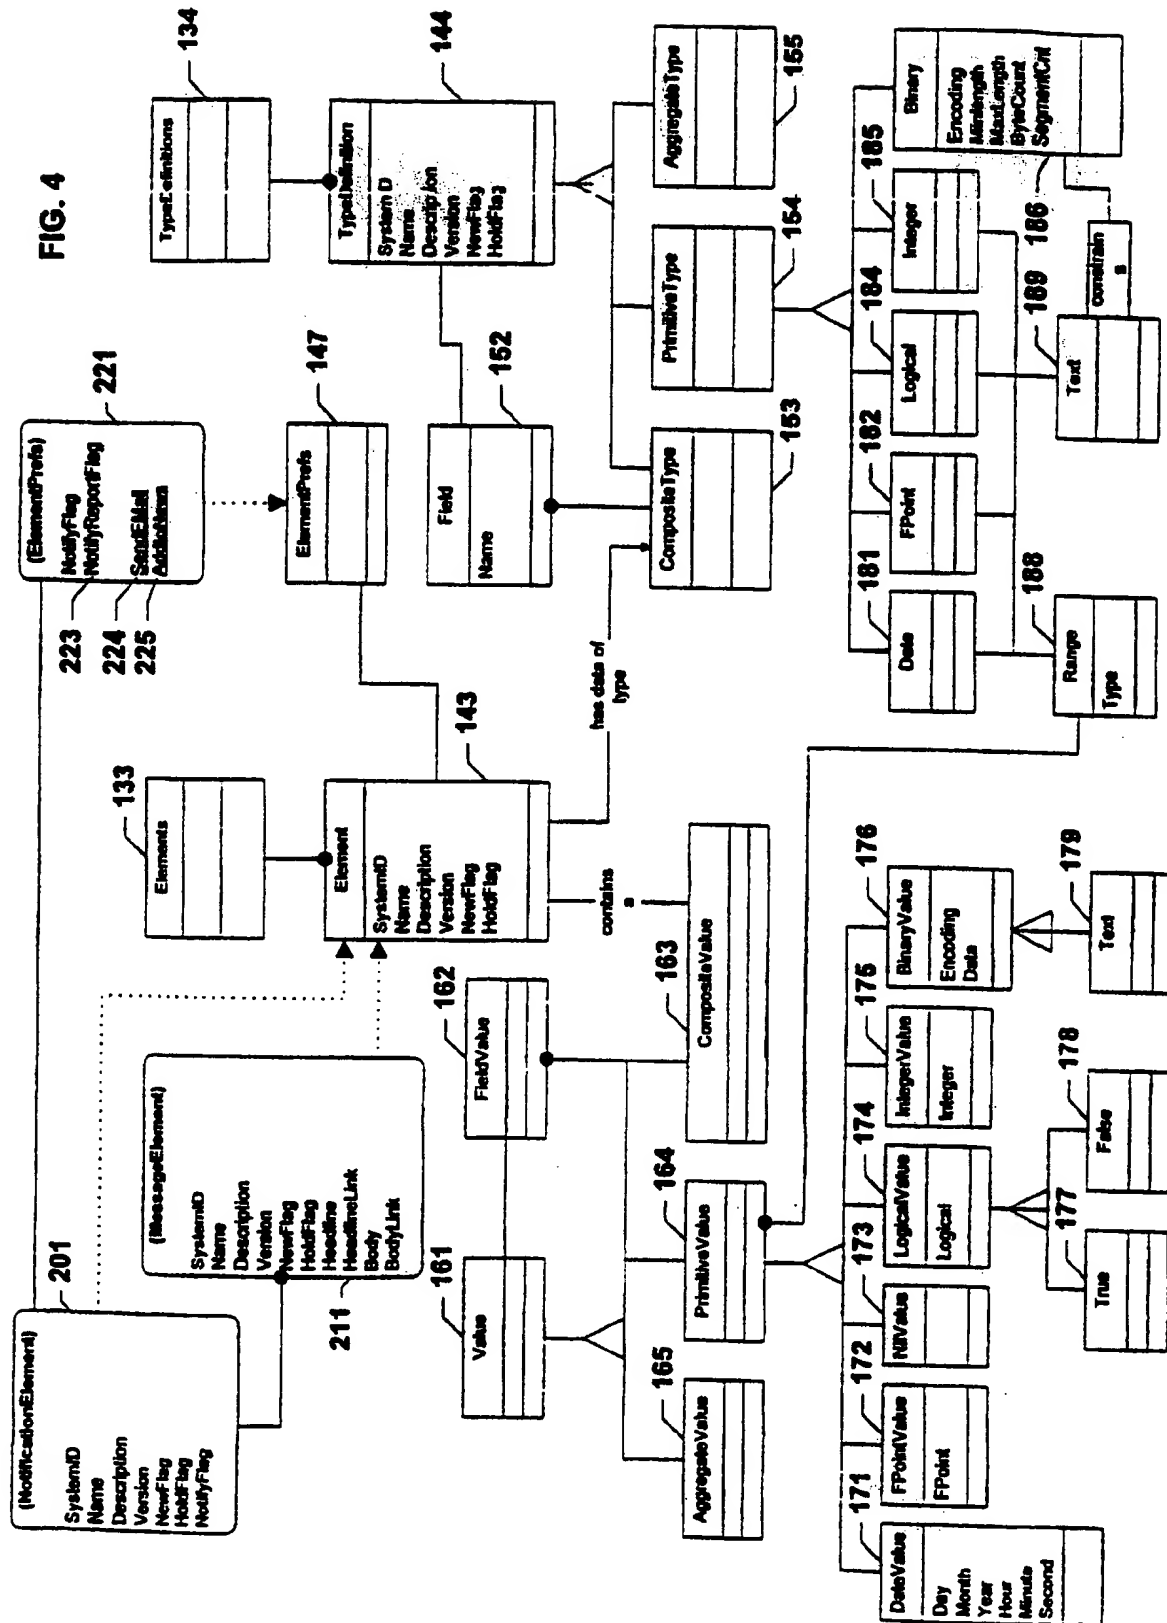 FIG. 4
(NotificationElement)
SystemID
Name
Description
Version
NewFlag
HoldFlag
NotifyFlag
201
(MessageElement)
SystemID
Name
Description
Version
NewFlag
HoldFlag
Headline
HeadlineLink
Body
BodyLink
211
(ElementPrefs)
NotifyFlag
NotifyReportFlag
SendEMail
AddtoNews
221
223
224
225
Elements
133
Element
SystemID
Name
Description
Version
NewFlag
HoldFlag
143
ElementPrefs
147
TypeDefinitions
134
TypeDefinition
System D
Name
Description
Version
NewFlag
HoldFlag
144
Field
Name
152
contains
a
has data of
type
Value
161
FieldValue
162
AggregateValue
165
PrimitiveValue
164
CompositeValue
163
CompositeType
153
PrimitiveType
154
AggregateType
155
DateValue
Day
Month
Year
Hour
Minute
Second
171
FPointValue
FPoint
172
NilValue
173
LogicalValue
Logical
174
IntegerValue
Integer
175
BinaryValue
Encoding
Data
176
True
177
False
178
Text
179
Date
181
FPoint
182
Logical
184
Integer
185
Binary
Encoding
Minlength
MaxLength
ByteCount
SegmentCnt
186
Range
Type
188
Text
189
constrain
s